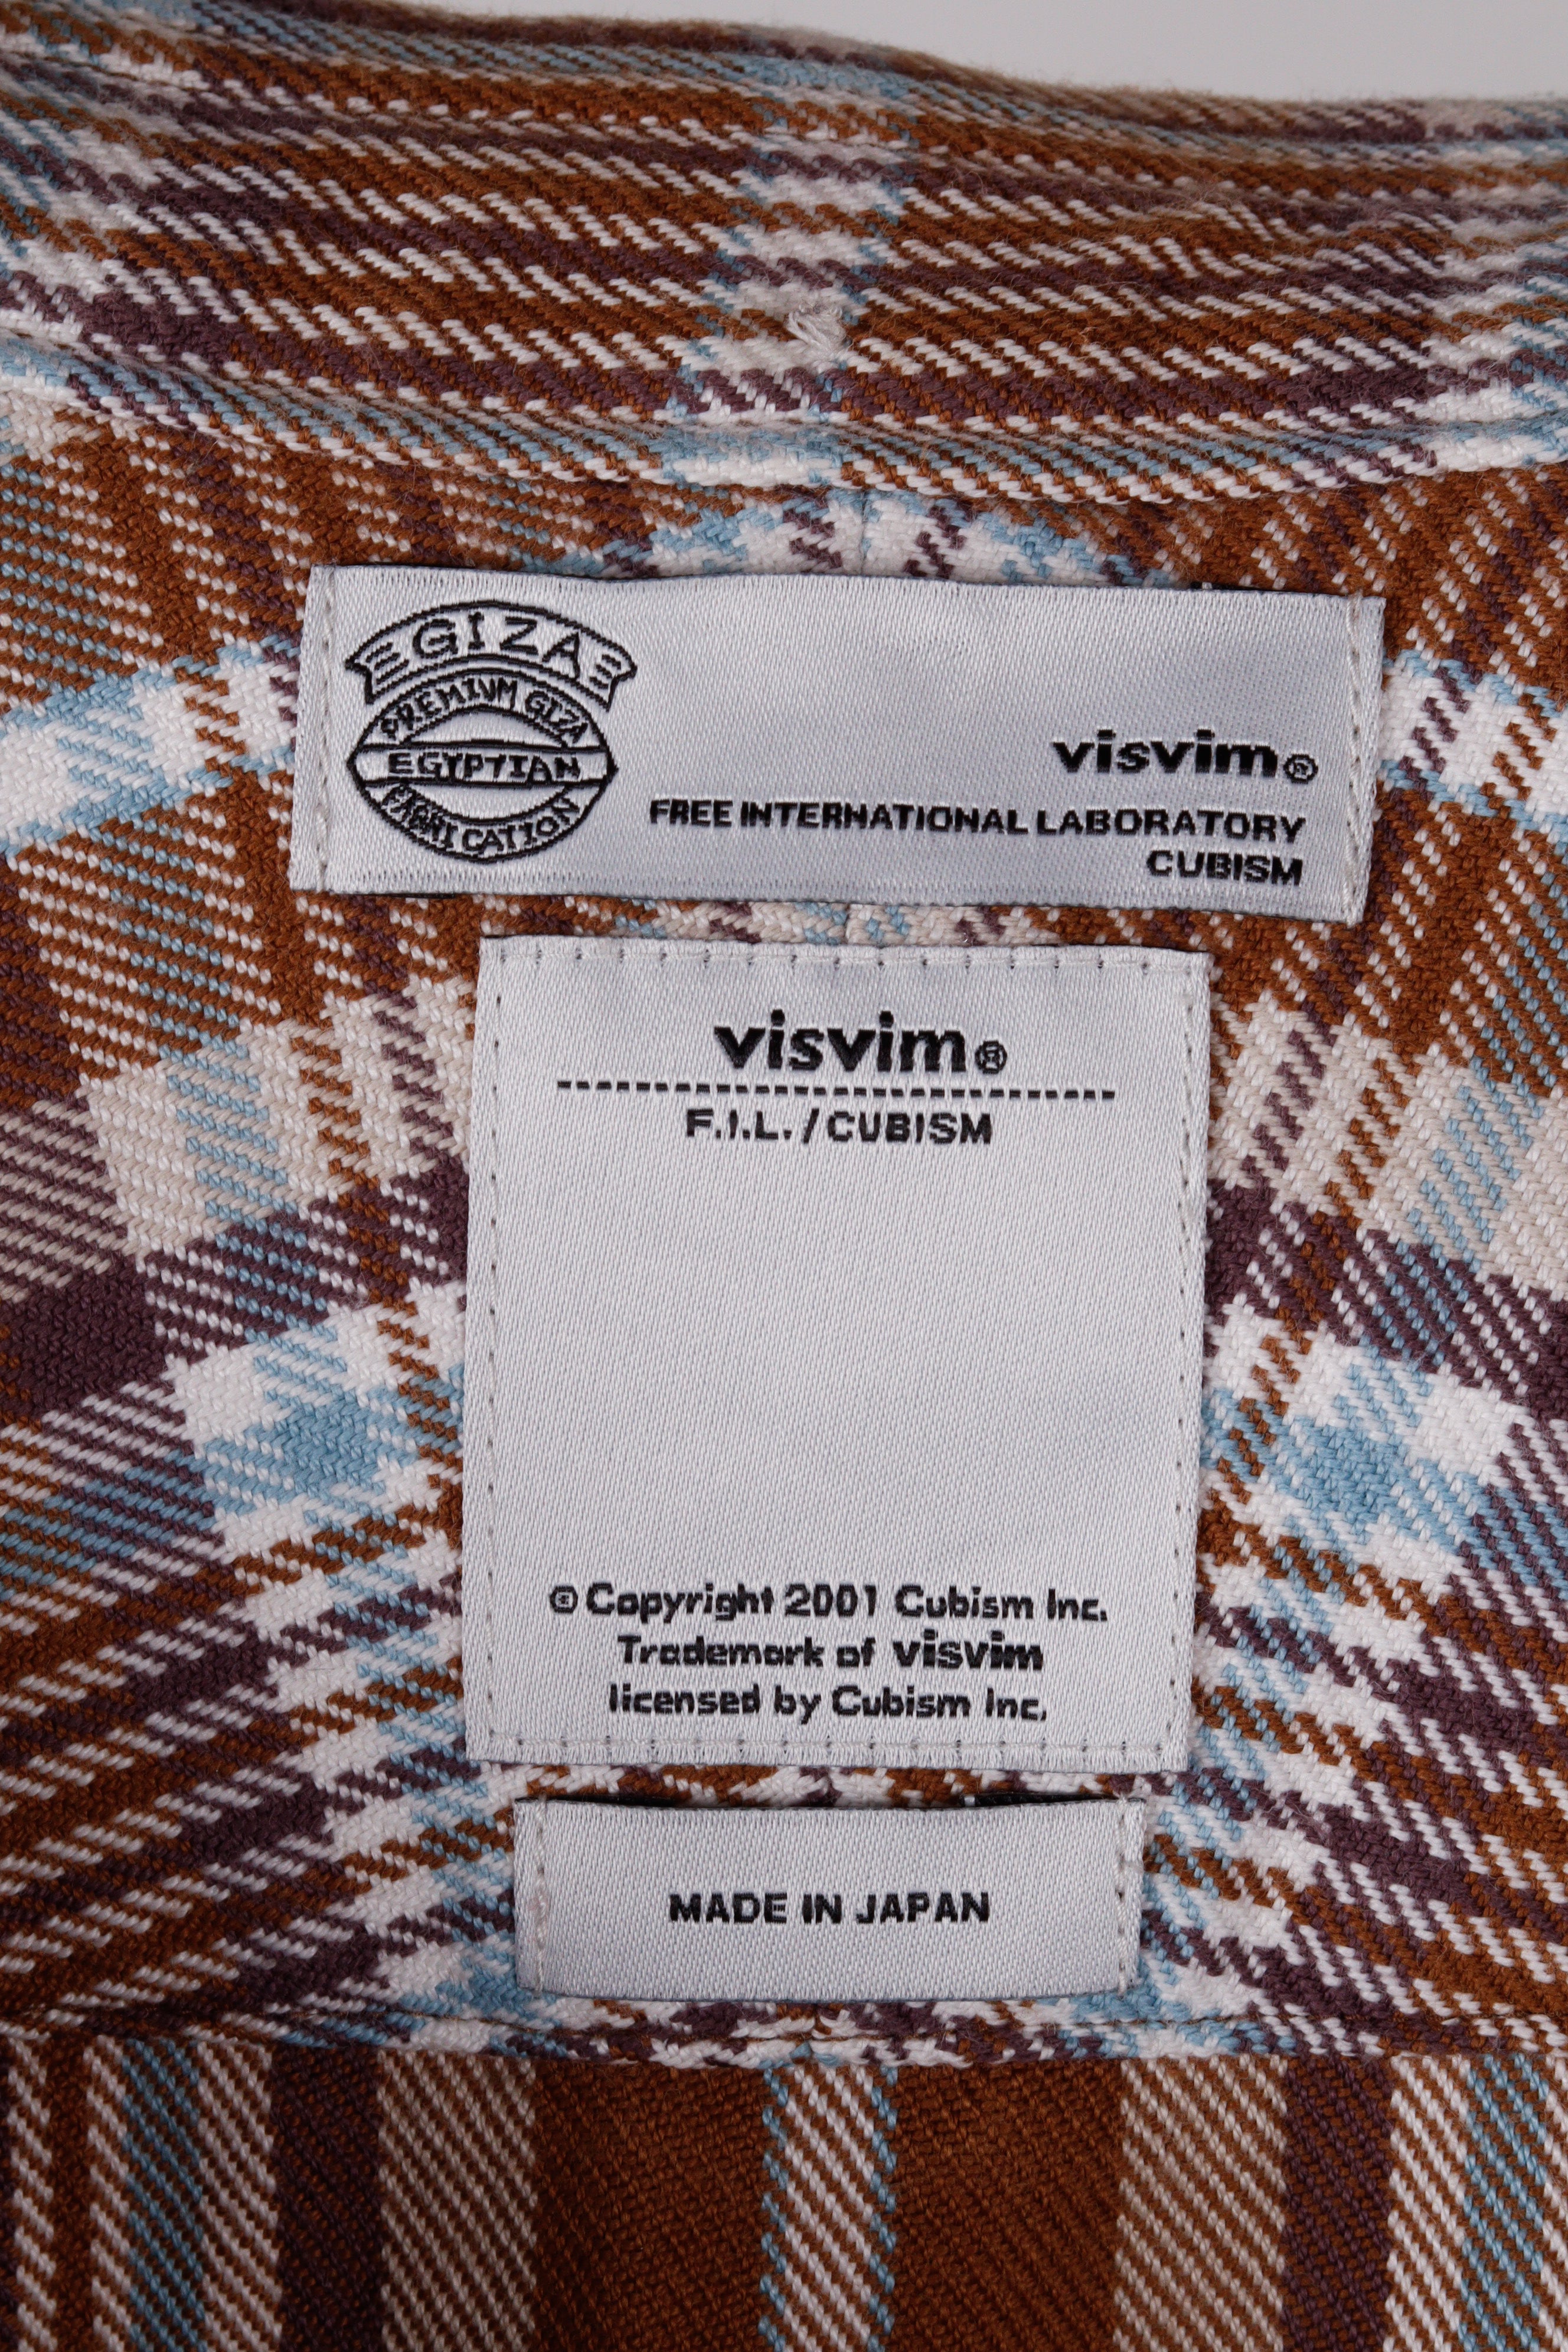 GIZA
PREMIUM GIZA
EGYPTIAN
FABRICATION
visvim®
FREE INTERNATIONAL LABORATORY
CUBISM
visvim®
F.I.L./CUBISM
© Copyright 2001 Cubism Inc.
Trademark of visvim
licensed by Cubism Inc.
MADE IN JAPAN